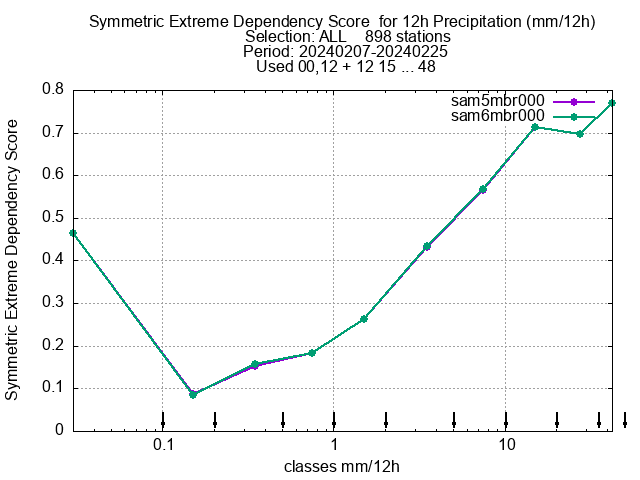 Symmetric Extreme Dependency Score  for 12h Precipitation (mm/12h)
Selection: ALL    898 stations
Period: 20240207-20240225
Used 00,12 + 12 15 ... 48
sam5mbr000
sam6mbr000
Symmetric Extreme Dependency Score
0.8
0.7
0.6
0.5
0.4
0.3
0.2
0.1
0
0.1 1 10
classes mm/12h